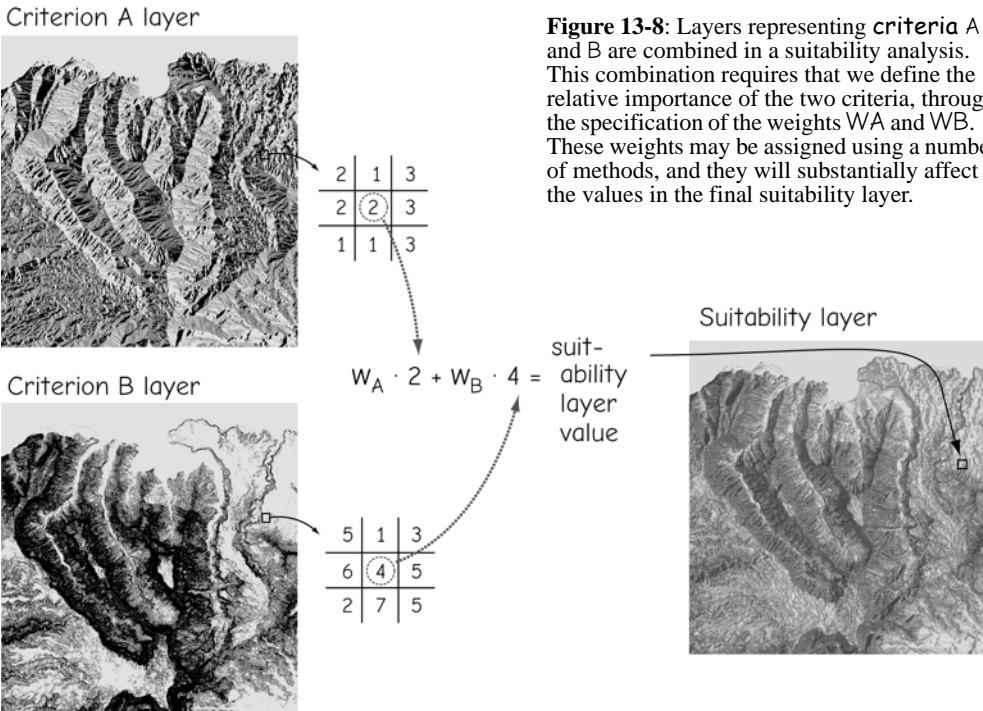 Criterion A layer
Figure 13-8: Layers representing criteria A
and B are combined in a suitability analysis.
This combination requires that we define the
relative importance of the two criteria, throug
the specification of the weights WA and WB.
These weights may be assigned using a numbe
of methods, and they will substantially affect
the values in the final suitability layer.
2 1 3
2 2 3
1 1 3
Suitability layer
W_A · 2 + W_B · 4 =
suit-
ability
layer
value
Criterion B layer
5 1 3
6 4 5
2 7 5